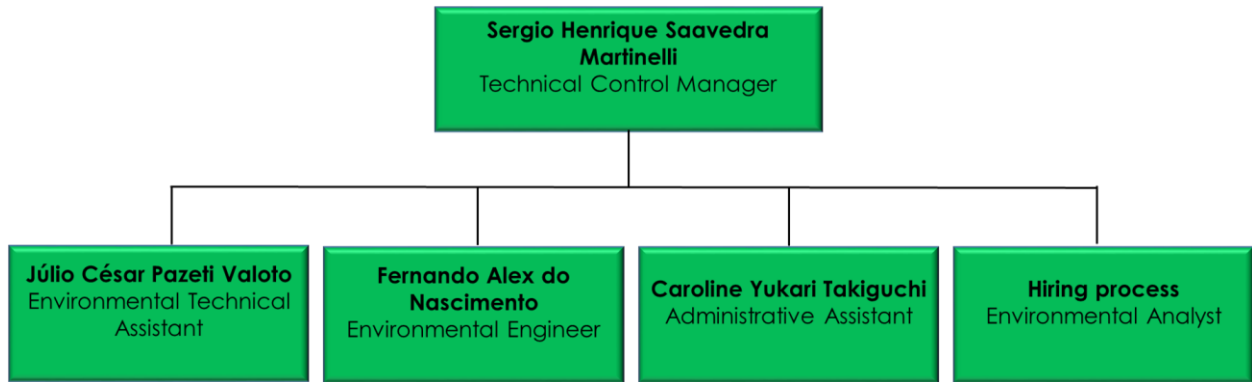 Sergio Henrique Saavedra
Martinelli
Technical Control Manager
Júlio César Pazeti Valoto
Environmental Technical
Assistant
Fernando Alex do
Nascimento
Environmental Engineer
Caroline Yukari Takiguchi
Administrative Assistant
Hiring process
Environmental Analyst